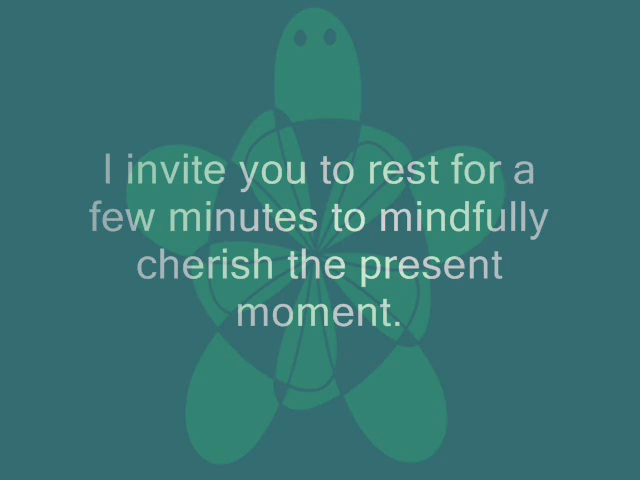 I invite you to rest for a
few minutes to mindfully
cherish the present
moment.